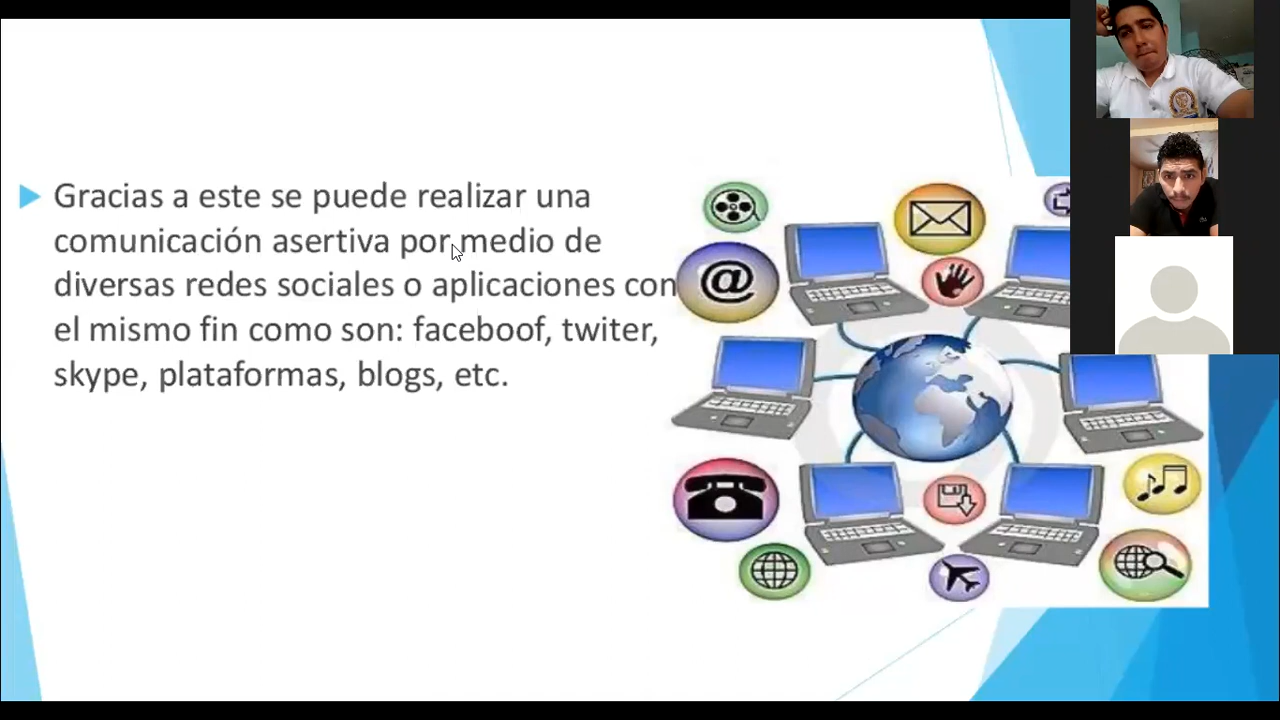 Gracias a este se puede realizar una
comunicación asertiva por medio de
diversas redes sociales o aplicaciones con
el mismo fin como son: faceboof, twiter,
skype, plataformas, blogs, etc.
@